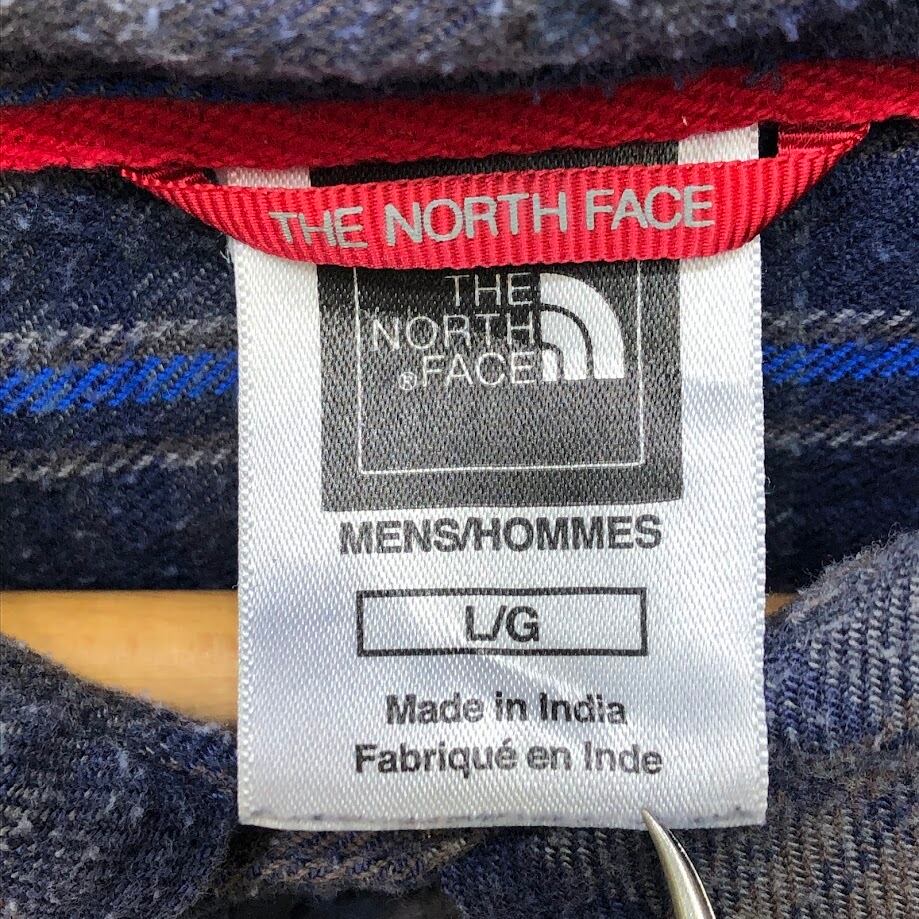 THE NORTH FACE
THE
NORTH
®FACE
MENS/HOMMES
L/G
Made in India
Fabriqué en Inde